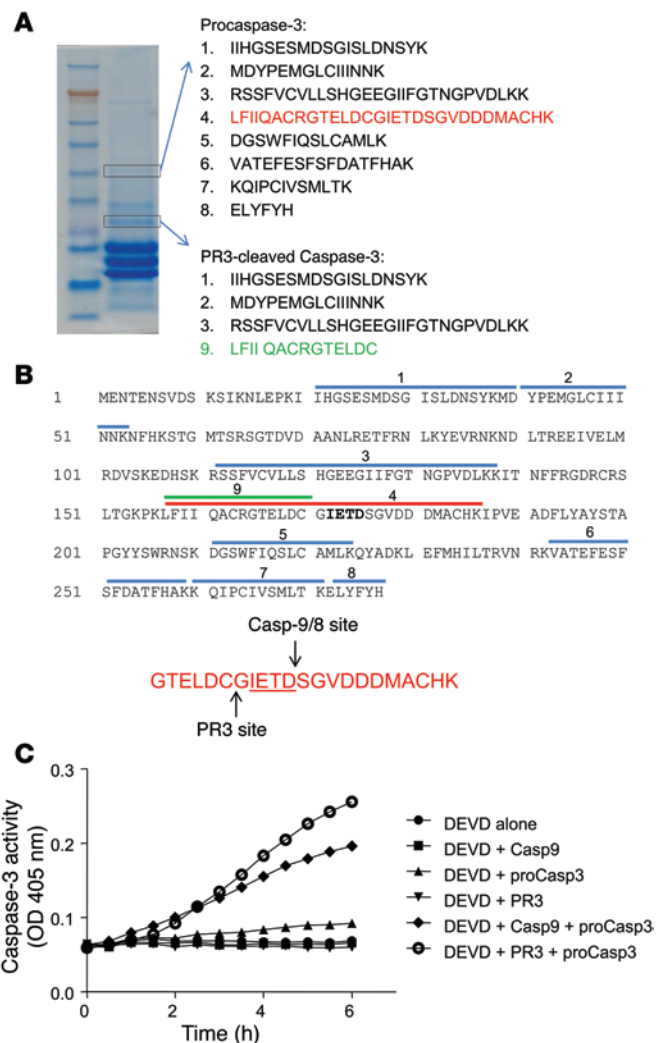 A
Procaspase-3:
1. IIHGSESMDSGISLDNSYK
2. MDYPEMGLCIIINNK
3. RSSFVCVLLSHGEEGIIFGTNGPVDLKK
4. LFIIQACRGTELDCGIETDSGVDDDMACHK
5. DGSWFIQSLCAMLK
6. VATEFESFSFDATFHAK
7. KQIPCIVSMLTK
8. ELYFYH
PR3-cleaved Caspase-3:
1. IIHGSESMDSGISLDNSYK
2. MDYPEMGLCIIINNK
3. RSSFVCVLLSHGEEGIIFGTNGPVDLKK
9. LFII QACRGTELDC
B
1 2
1 MENTENSVDS KSIKNLEPKI IHGSESMDSG ISLDNSYKMD YPEMGLCIII
51 NNKNFHKSTG MTSRSGTDVD AANLRETFRN LKYEVRNKND LTREEIVELM
3
101 RDVSKEDHSK RSSFVCVLLS HGEEGIIFGT NGPVDLKKIT NFFRGDRCRS
9 4
151 LTGKPKLFII QACRGTELDC GIETDSGVDD DMACHKIPVE ADFLYAYSTA
5 6
201 PGYYSWRNSK DGSWFIQSLC AMLKQYADKL EFMHILTRVN RKVATEFESF
7 8
251 SFDATFHAKK QIPCIVSMLT KELYFYH
Casp-9/8 site
GTELDCGIETDSGVDDDMACHK
PR3 site
C
Caspase-3 activity
(OD 405 nm)
0.3
0.2
0.1
0.0
0 2 4 6
Time (h)
DEVD alone
DEVD + Casp9
DEVD + proCasp3
DEVD + PR3
DEVD + Casp9 + proCasp3
DEVD + PR3 + proCasp3